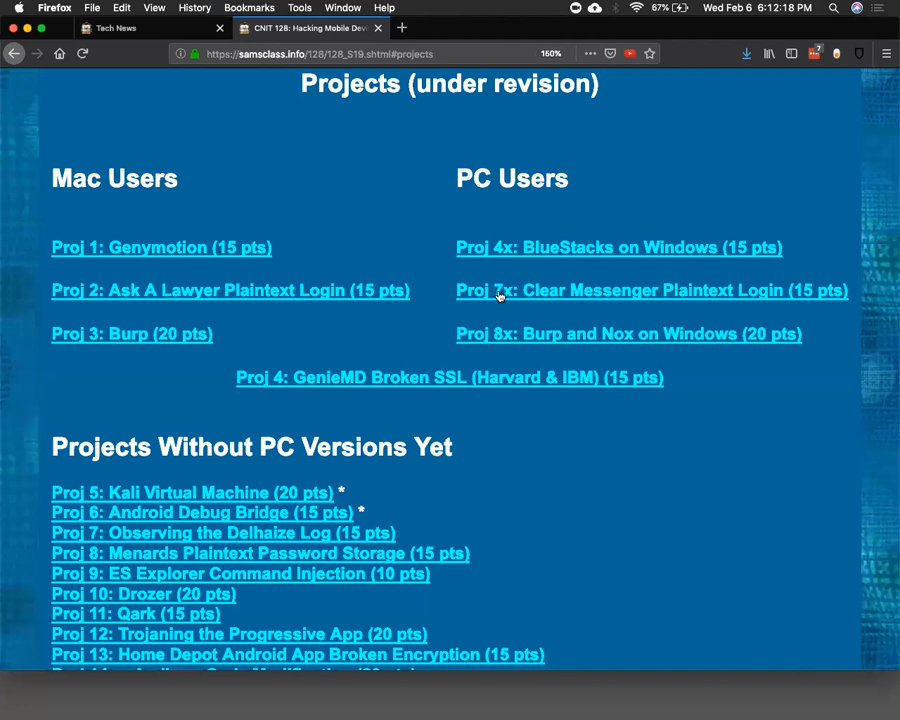 Firefox File Edit View History Bookmarks Tools Window Help 67% Wed Feb 6 6:12:18 PM
Tech News
CNIT 128: Hacking Mobile Dev
https://samsclass.info/128/128_S19.shtml#projects 150% 7
Projects (under revision)
Mac Users
PC Users
Proj 1: Genymotion (15 pts)
Proj 4x: BlueStacks on Windows (15 pts)
Proj 2: Ask A Lawyer Plaintext Login (15 pts)
Proj 7x: Clear Messenger Plaintext Login (15 pts)
Proj 3: Burp (20 pts)
Proj 8x: Burp and Nox on Windows (20 pts)
Proj 4: GenieMD Broken SSL (Harvard & IBM) (15 pts)
Projects Without PC Versions Yet
Proj 5: Kali Virtual Machine (20 pts) *
Proj 6: Android Debug Bridge (15 pts) *
Proj 7: Observing the Delhaize Log (15 pts)
Proj 8: Menards Plaintext Password Storage (15 pts)
Proj 9: ES Explorer Command Injection (10 pts)
Proj 10: Drozer (20 pts)
Proj 11: Qark (15 pts)
Proj 12: Trojaning the Progressive App (20 pts)
Proj 13: Home Depot Android App Broken Encryption (15 pts)